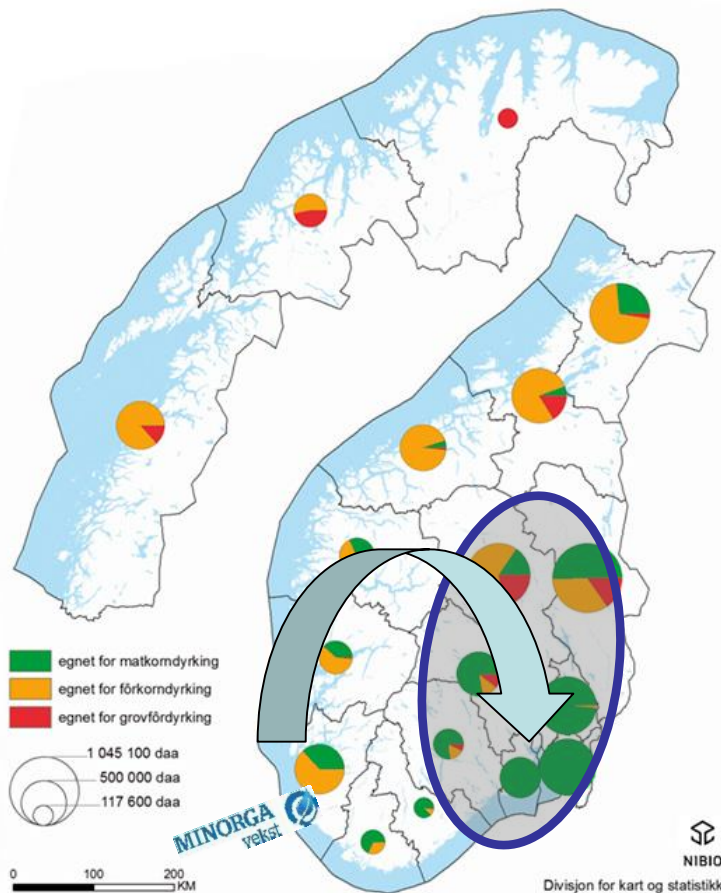 egnet for matkorndyrking
egnet for fôrkorndyrking
egnet for grovfôrdyrking
1 045 100 daa
500 000 daa
117 600 daa
MINORGA
vekst
0 100 200
KM
NIBIO
Divisjon for kart og statistikk